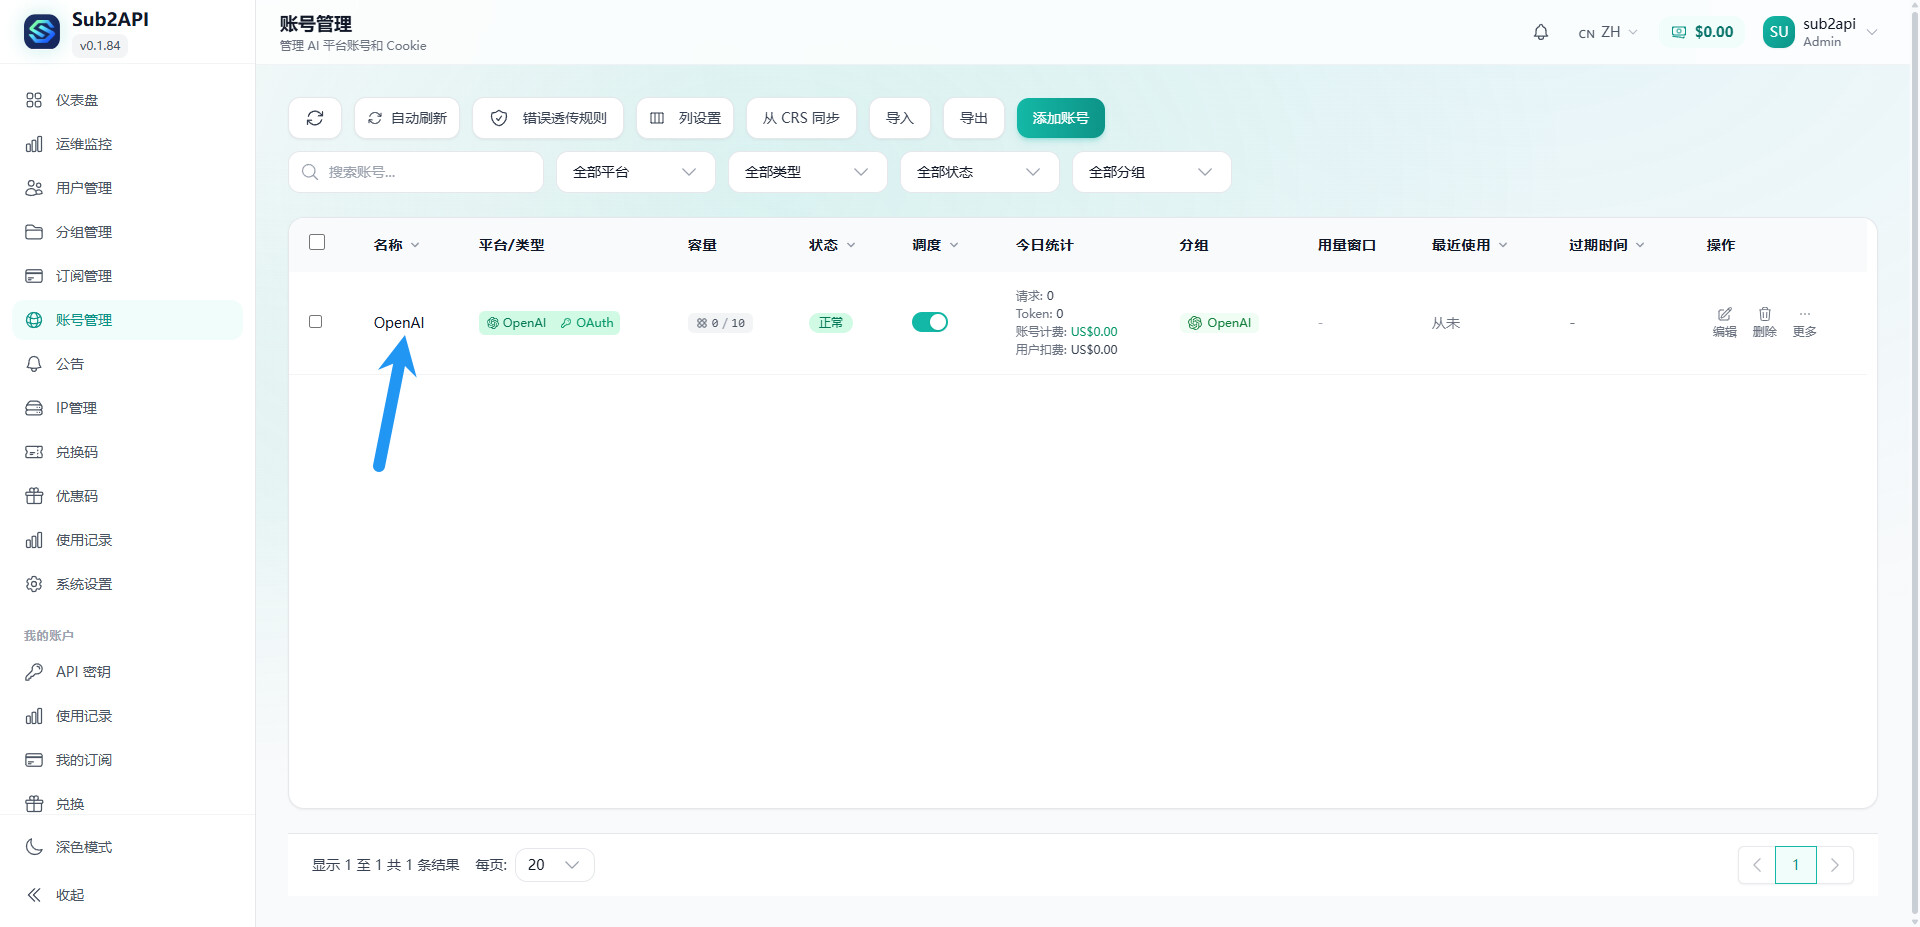 Sub2API
v0.1.84
仪表盘
运维监控
用户管理
分组管理
订阅管理
账号管理
公告
IP管理
兑换码
优惠码
使用记录
系统设置
我的账户
API 密钥
使用记录
我的订阅
兑换
深色模式
收起
账号管理
管理 AI 平台账号和 Cookie
CN ZH
$0.00
SU
sub2api
Admin
自动刷新
错误透传规则
列设置
从 CRS 同步
导入
导出
添加账号
搜索账号...
全部平台
全部类型
全部状态
全部分组
名称 平台/类型 容量 状态 调度 今日统计 分组 用量窗口 最近使用 过期时间 操作
OpenAI
OpenAI OAuth
0 / 10
正常
请求: 0
Token: 0
账号计费: US$0.00
用户扣费: US$0.00
OpenAI
-
从未
-
编辑
删除
... 更多
显示 1 至 1 共 1 条结果 每页: 20
1